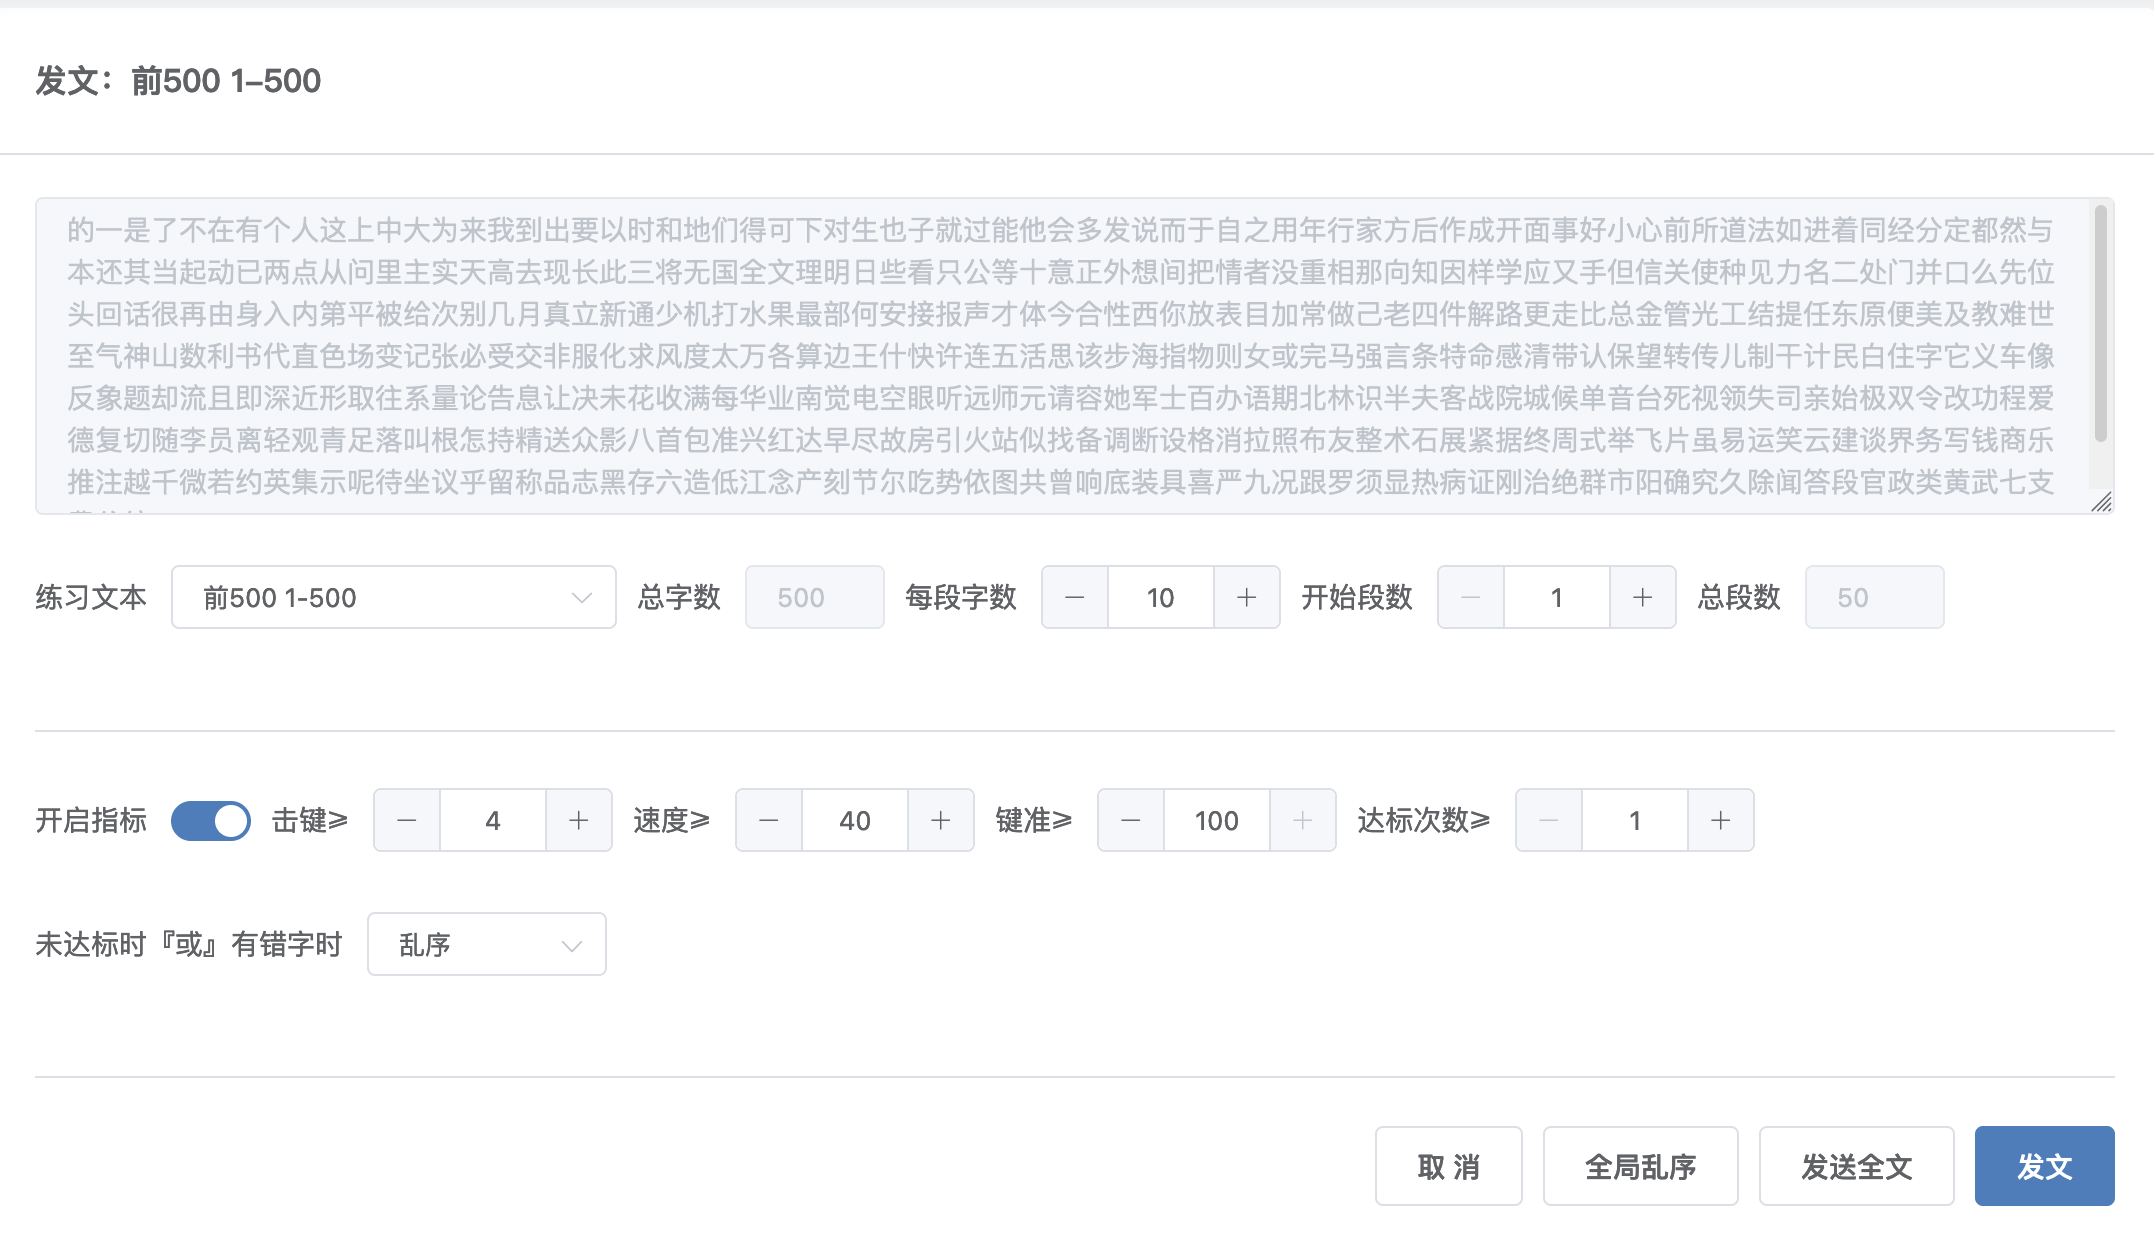 发文：前500 1–500
的一是了不在有个人这上中大为来我到出要以时和地们得可下对生也子就过能他会多发说而于自之用年行家方后作成开面事好小心前所道法如进着同经分定都然与
本还其当起动已两点从问里主实天高去现长此三将无国全文理明日些看只公等十意正外想间把情者没重相那向知因样学应又手但信关使种见力名二处门并口么先位
头回话很再由身入内第平被给次别几月真立新通少机打水果最部何安接报声才体今合性西你放表目加常做己老四件解路更走比总金管光工结提任东原便美及教难世
至气神山数利书代直色场变记张必受交非服化求风度太万各算边王什快许连五活思该步海指物则女或完马强言条特命感清带认保望转传儿制干计民白住字它义车像
反象题却流且即深近形取往系量论告息让决未花收满每华业南觉电空眼听远师元请容她军士百办语期北林识半夫客战院城候单音台死视领失司亲始极双令改功程爱
德复切随李员离轻观青足落叫根怎持精送众影八首包准兴红达早尽故房引火站似找备调断设格消拉照布友整术石展紧据终周式举飞片虽易运笑云建谈界务写钱商乐
推注越千微若约英集示呢待坐议乎留称品志黑存六造低江念产刻节尔吃势依图共曾响底装具喜严九况跟罗须显热病证刚治绝群市阳确究久除闻答段官政类黄武七支
练习文本 前500 1-500 总字数 500 每段字数 10 开始段数 1 总段数 50
开启指标 击键≥ 4 速度≥ 40 键准≥ 100 达标次数≥ 1
未达标时『或』有错字时 乱序
取 消 全局乱序 发送全文 发文